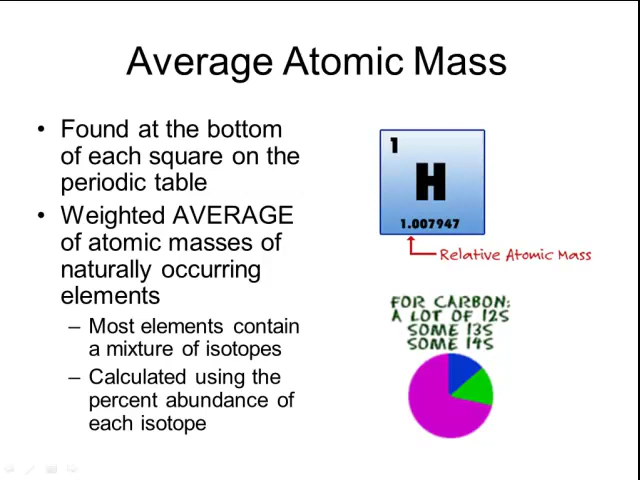 Average Atomic Mass
• Found at the bottom
of each square on the
periodic table
• Weighted AVERAGE
of atomic masses of
naturally occurring
elements
– Most elements contain
a mixture of isotopes
– Calculated using the
percent abundance of
each isotope
1
H
1.007947
Relative Atomic Mass
FOR CARBON:
A LOT OF 12S
SOME 13S
SOME 14S